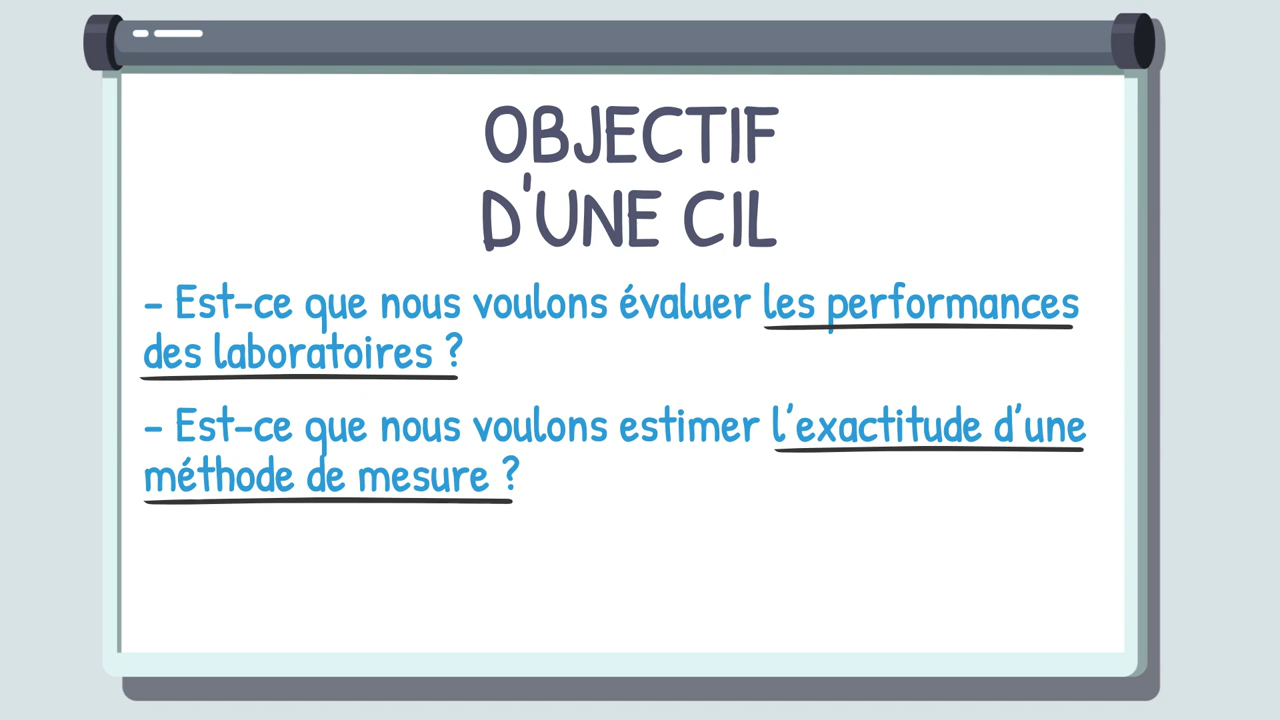 OBJECTIF
D'UNE CIL
- Est-ce que nous voulons évaluer les performances
des laboratoires ?
- Est-ce que nous voulons estimer l'exactitude d'une
méthode de mesure ?